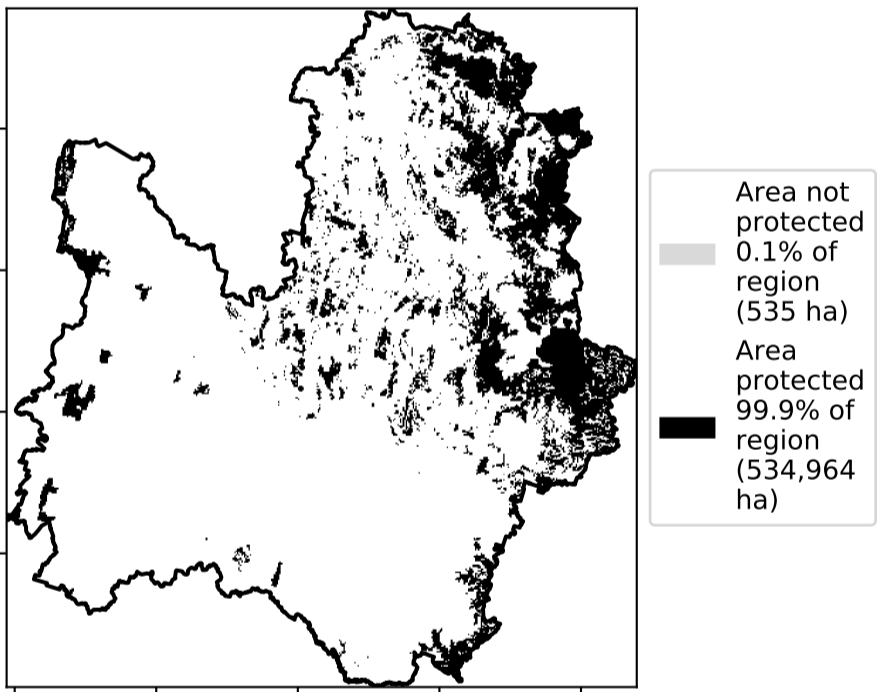 Area not
protected
0.1% of
region
(535 ha)
Area
protected
99.9% of
region
(534,964
ha)